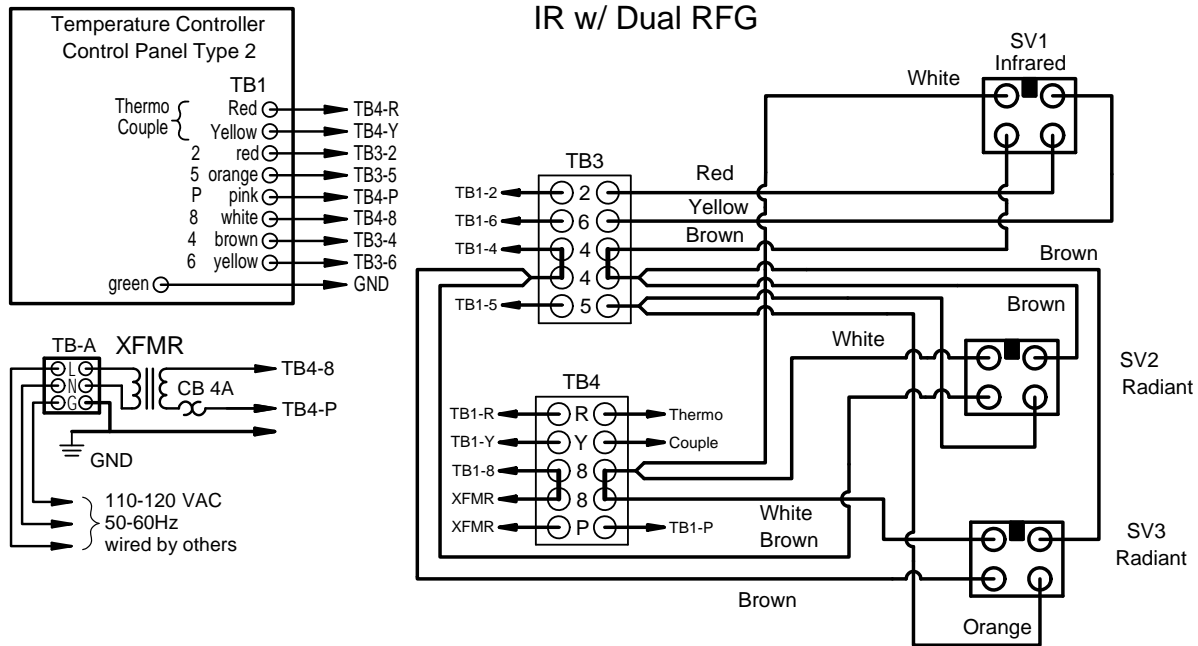 IR w/ Dual RFG
Temperature Controller
Control Panel Type 2
TB1
Thermo
Couple
Red
TB4-R
Yellow
TB4-Y
2 red TB3-2
5 orange TB3-5
P pink TB4-P
8 white TB4-8
4 brown TB3-4
6 yellow TB3-6
green GND
TB-A XFMR
L
N
G
CB 4A
TB4-8
TB4-P
GND
110-120 VAC
50-60Hz
wired by others
TB3
TB1-2 2 Red
TB1-6 6 Yellow
TB1-4 4 Brown
4
TB1-5 5
TB4
TB1-R R Thermo
TB1-Y Y Couple
TB1-8 8
XFMR 8
XFMR P TB1-P
White
SV1
Infrared
Brown
Brown
White
SV2
Radiant
White
Brown
SV3
Radiant
Brown
Orange